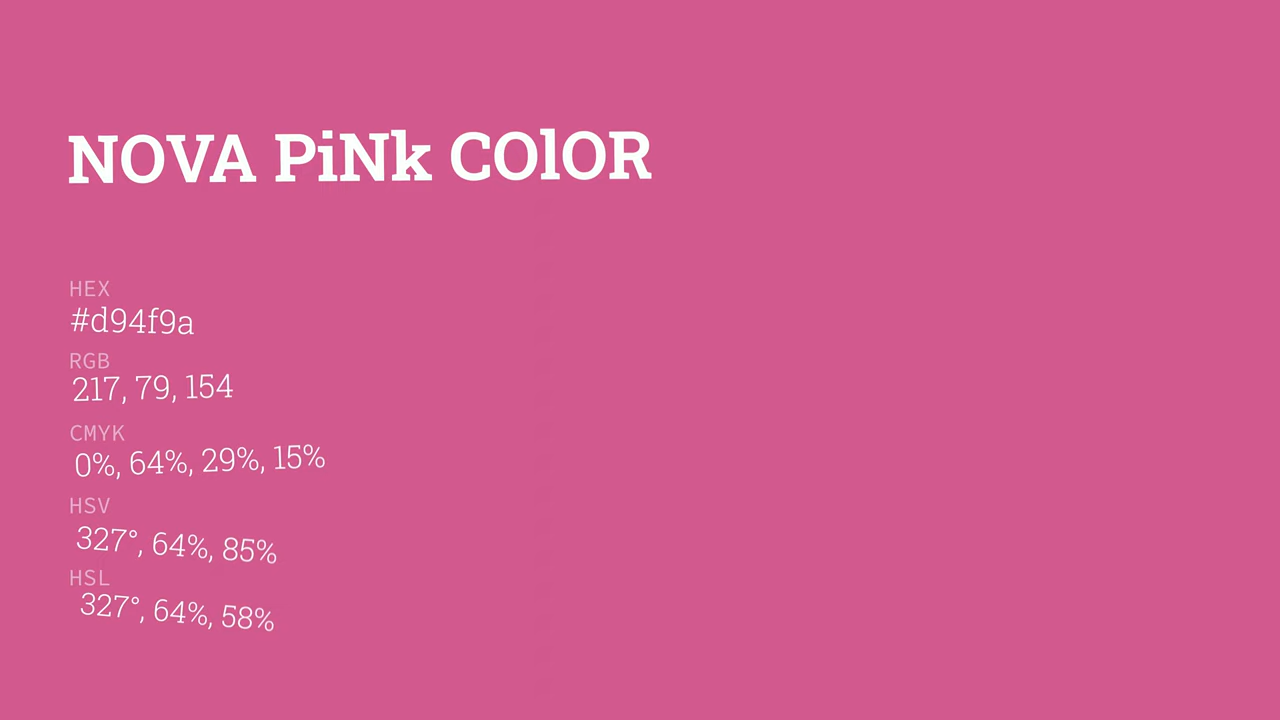 NOVA PiNk COlOR
HEX
#d94f9a
RGB
217, 79, 154
CMYK
0%, 64%, 29%, 15%
HSV
327°, 64%, 85%
HSL
327°, 64%, 58%